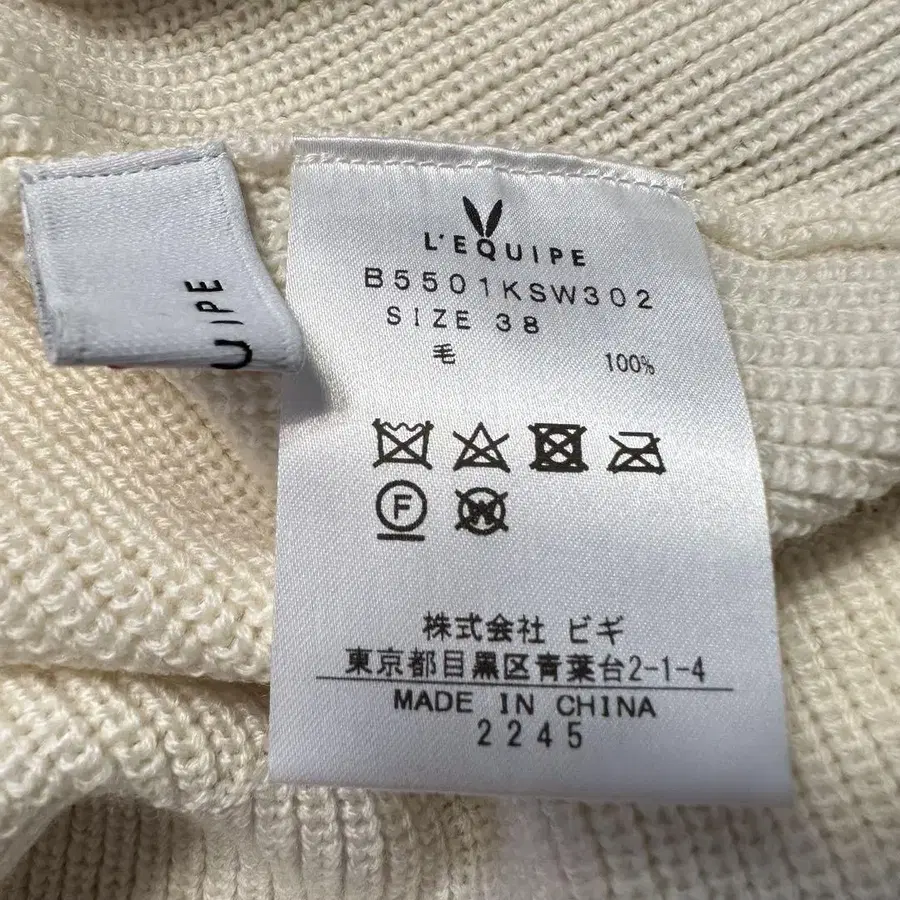 UIPE
L'EQUIPE
B5501KSW302
SIZE 38
毛 100%
F
W
株式会社 ビギ
東京都目黒区青葉台2-1-4
MADE IN CHINA
2245